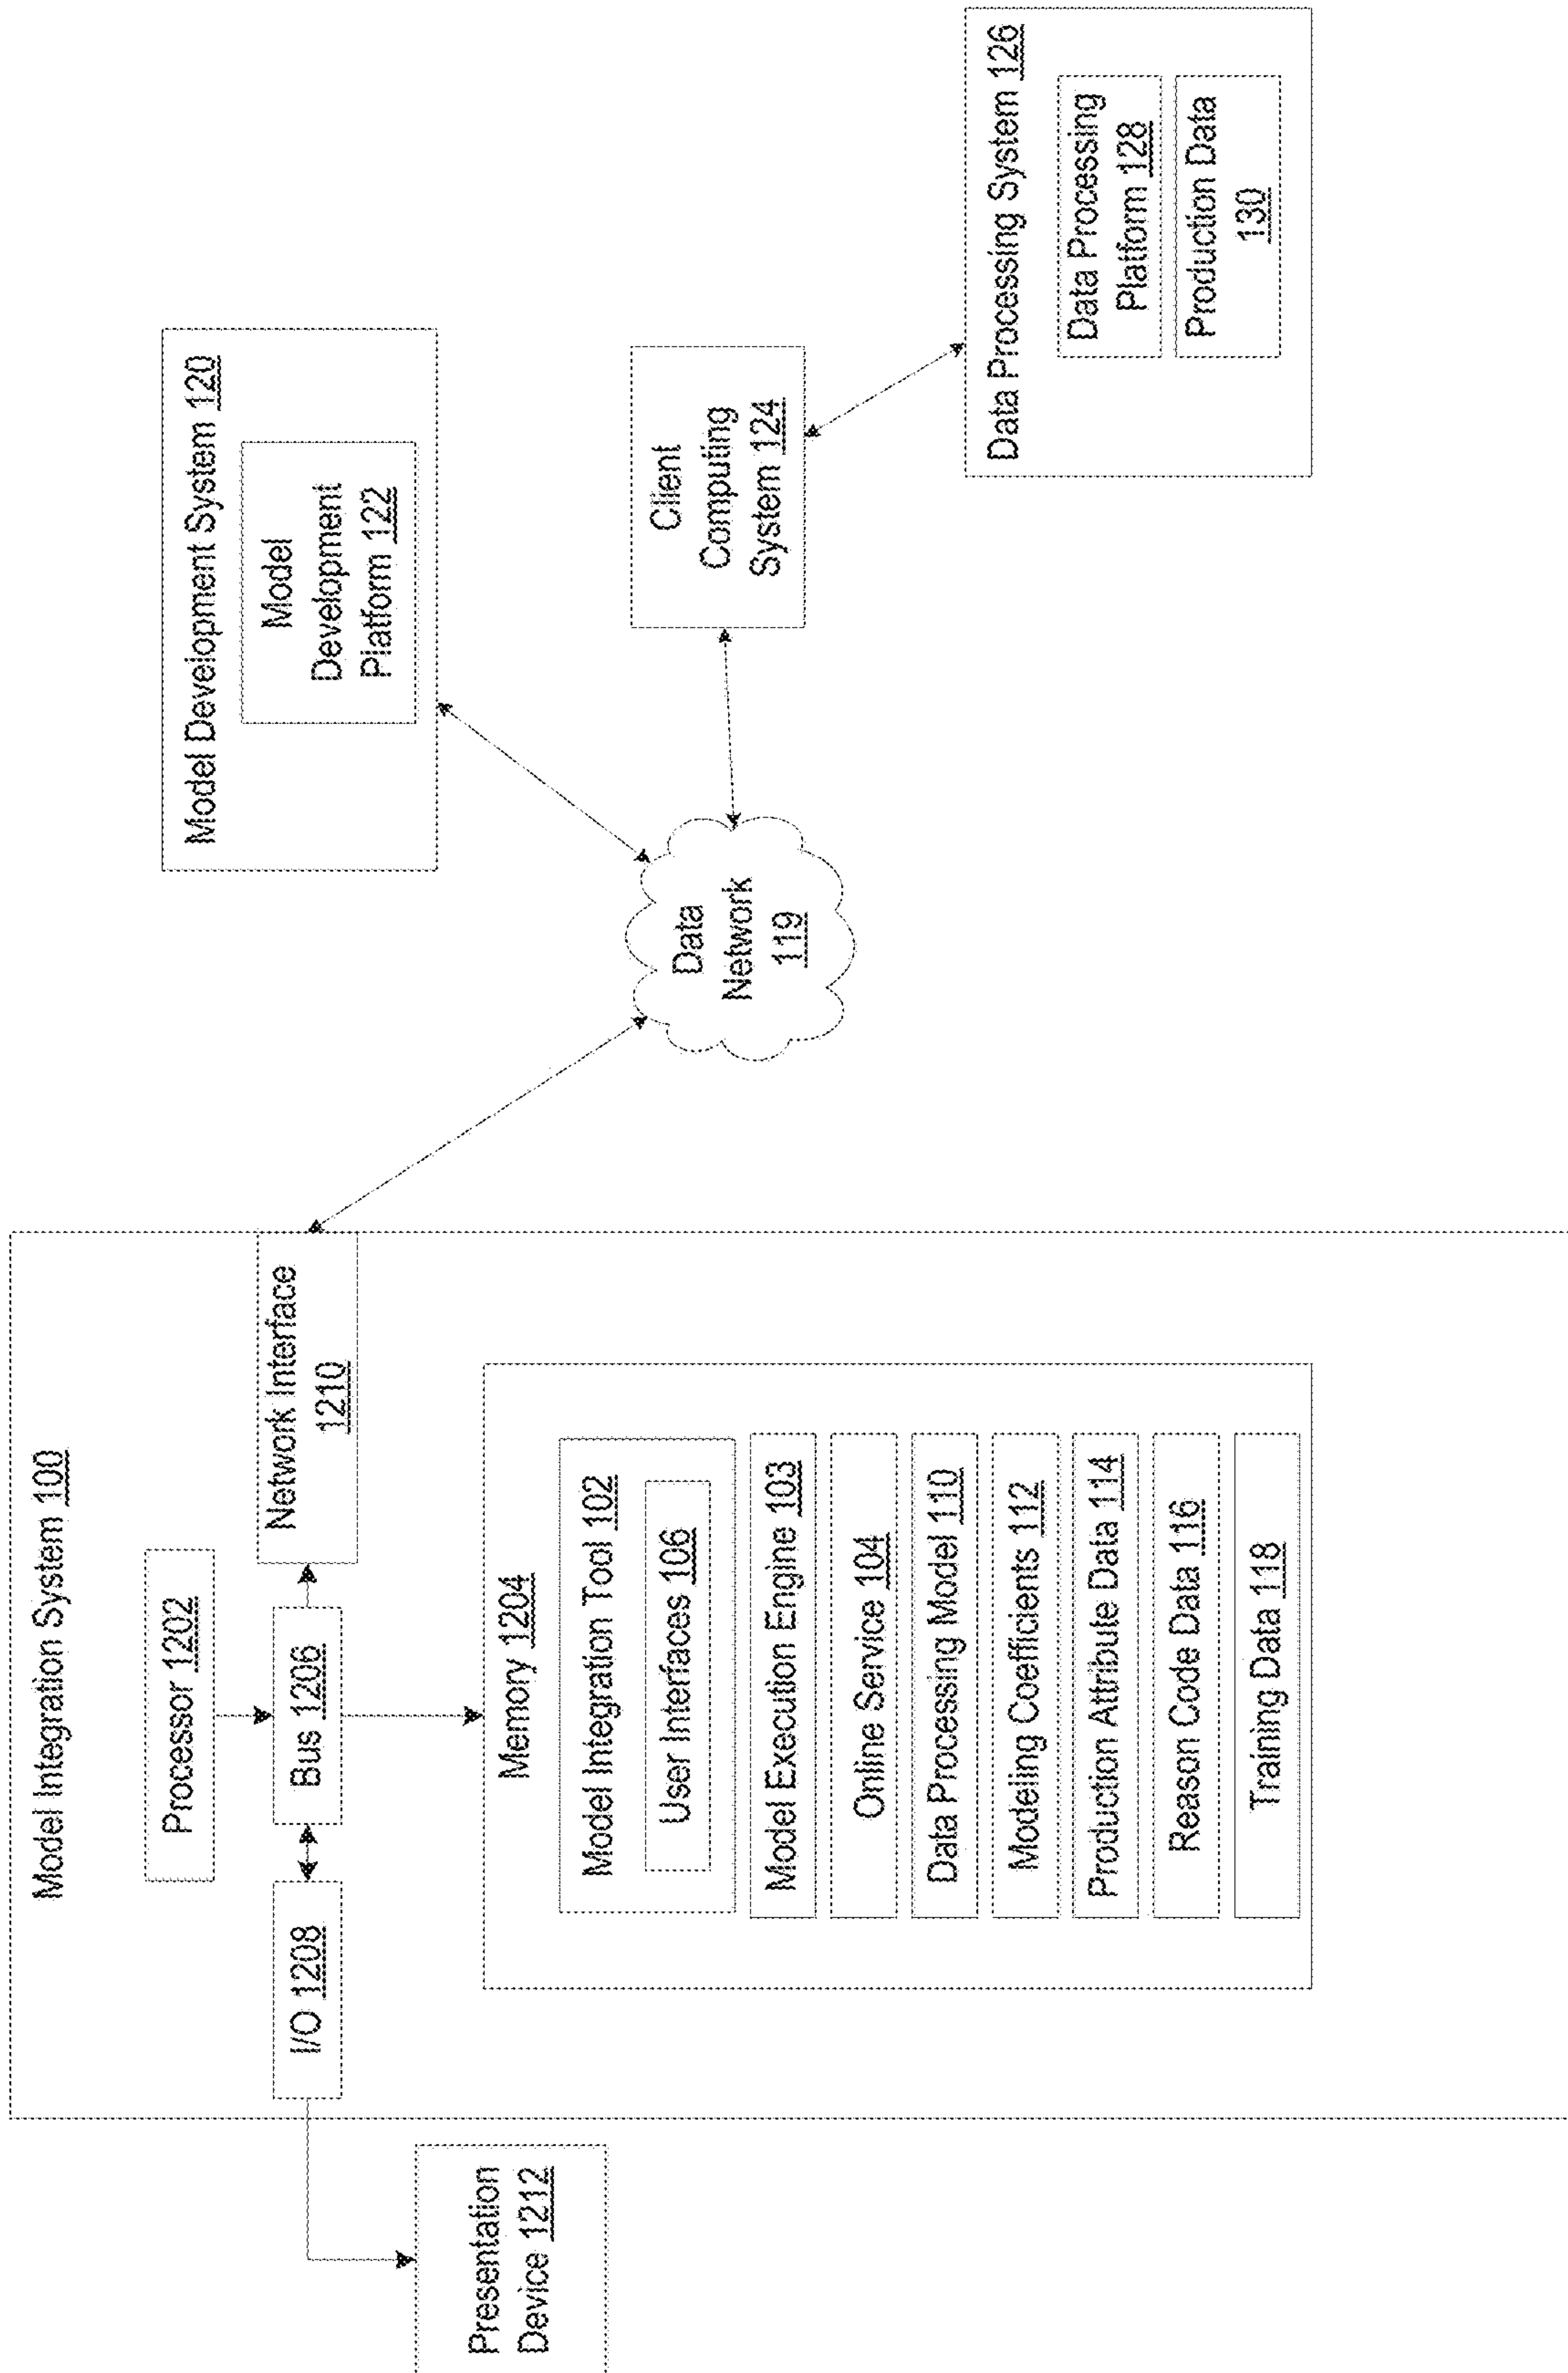 Model Integration System 100
Processor 1202
I/O 1208
Bus 1206
Network Interface
1210
Presentation
Device 1212
Memory 1204
Model Integration Tool 102
User Interfaces 106
Model Execution Engine 103
Online Service 104
Data Processing Model 110
Modeling Coefficients 112
Production Attribute Data 114
Reason Code Data 116
Training Data 118
Data
Network
119
Model Development System 120
Model
Development
Platform 122
Client
Computing
System 124
Data Processing System 126
Data Processing
Platform 128
Production Data
130